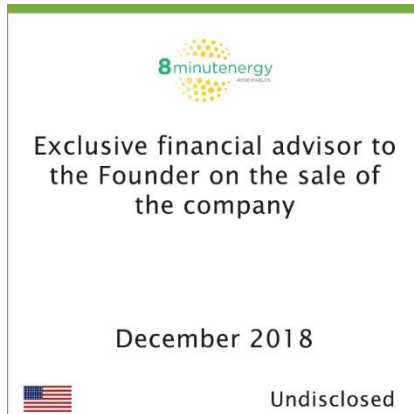 8minutenergy
RENEWABLES
Exclusive financial advisor to
the Founder on the sale of
the company
December 2018
Undisclosed